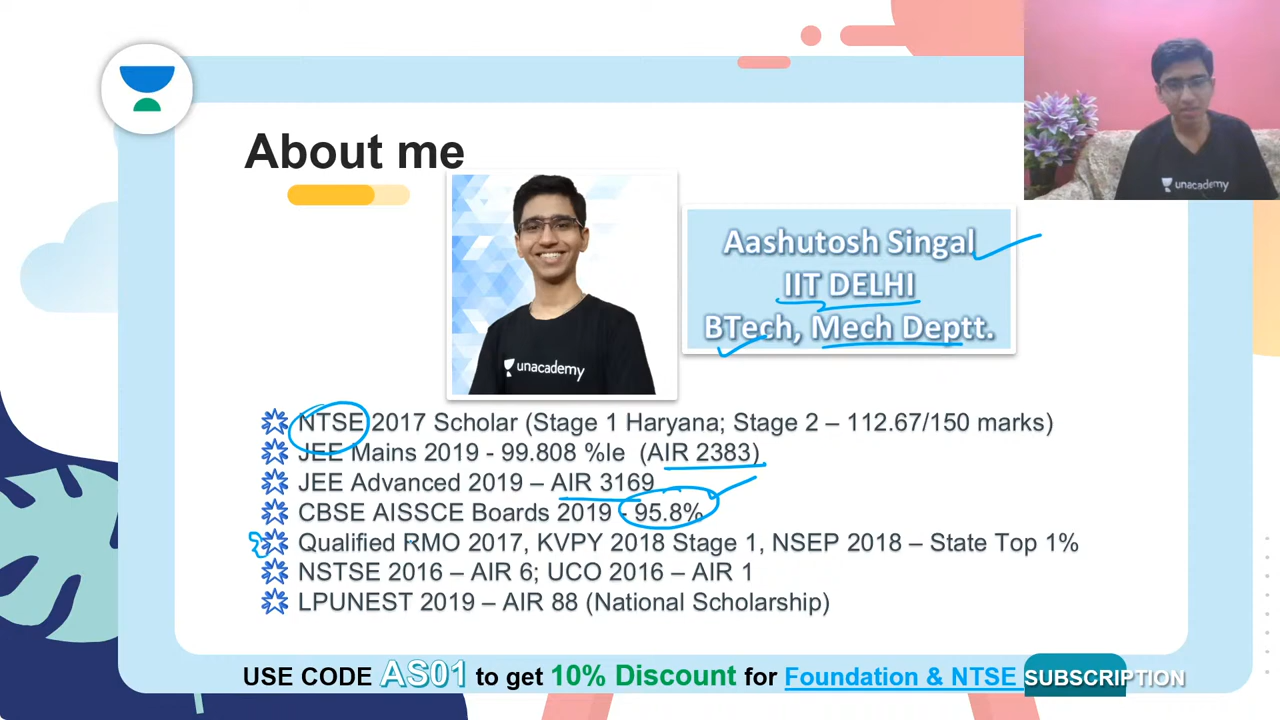 About me
unacademy
Aashutosh Singal
IIT DELHI
BTech, Mech Deptt.
unacademy
NTSE 2017 Scholar (Stage 1 Haryana; Stage 2 – 112.67/150 marks)
JEE Mains 2019 - 99.808 %le (AIR 2383)
JEE Advanced 2019 – AIR 3169
CBSE AISSCE Boards 2019 - 95.8%
Qualified RMO 2017, KVPY 2018 Stage 1, NSEP 2018 – State Top 1%
NSTSE 2016 – AIR 6; UCO 2016 – AIR 1
LPUNEST 2019 – AIR 88 (National Scholarship)
USE CODE AS01 to get 10% Discount for Foundation & NTSE SUBSCRIPTION